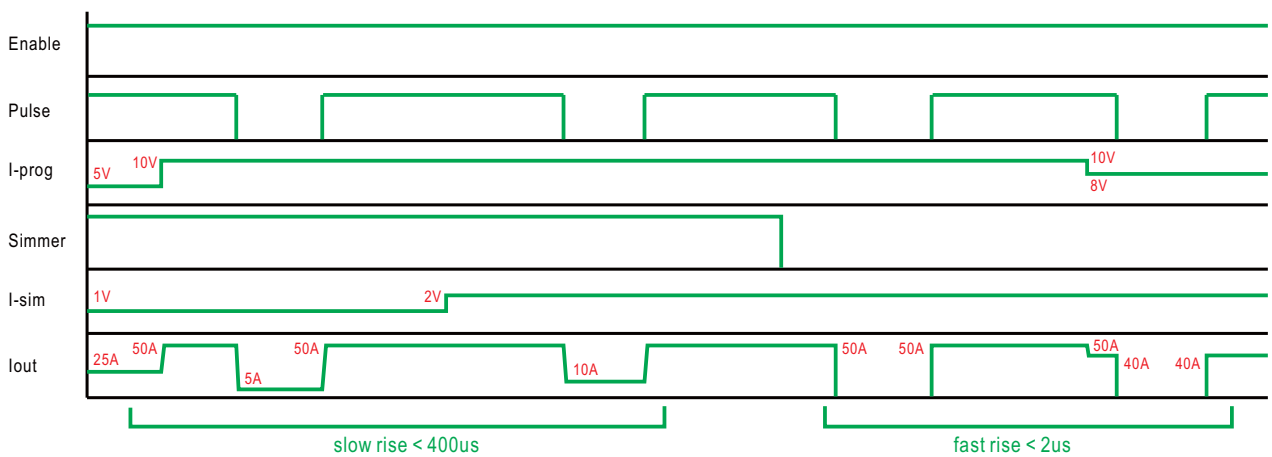 Enable
Pulse
I-prog
5V
10V
10V
8V
Simmer
I-sim
1V
2V
Iout
25A
50A
5A
50A
10A
50A
50A
50A
40A
40A
slow rise < 400us
fast rise < 2us